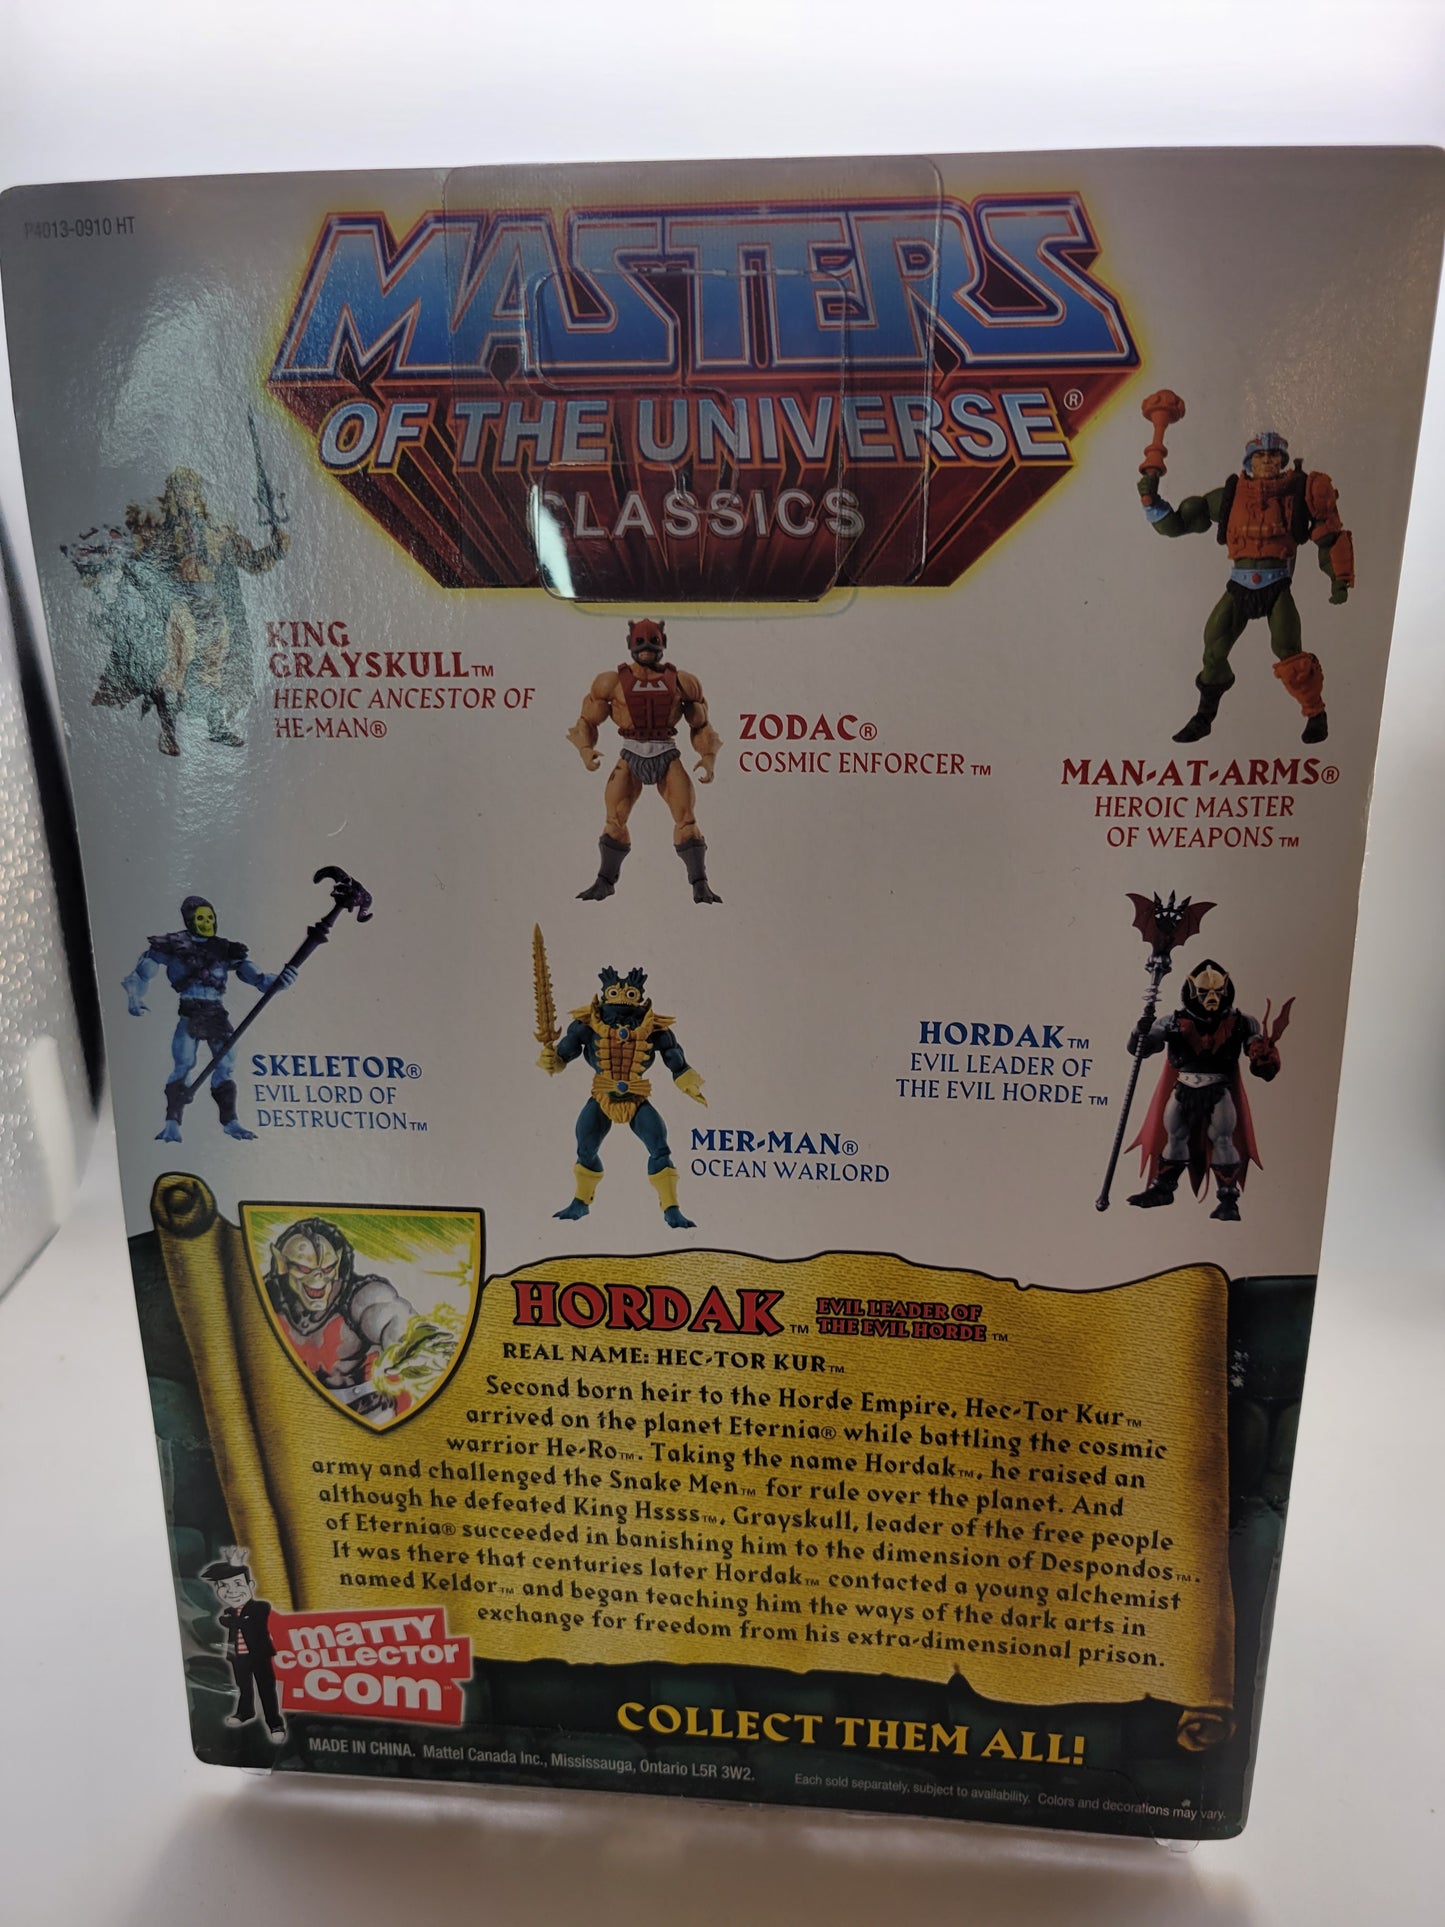 P4013-0910 HT
MASTERS
OF THE UNIVERSE®
CLASSICS
KING
GRAYSKULL™
HEROIC ANCESTOR OF
HE-MAN®
ZODAC®
COSMIC ENFORCER™
MAN-AT-ARMS®
HEROIC MASTER
OF WEAPONS™
SKELETOR®
EVIL LORD OF
DESTRUCTION™
MER-MAN®
OCEAN WARLORD
HORDAK™
EVIL LEADER OF
THE EVIL HORDE™
HORDAK™
EVIL LEADER OF
THE EVIL HORDE™
REAL NAME: HEC-TOR KUR™
Second born heir to the Horde Empire, Hec-Tor Kur™
arrived on the planet Eternia® while battling the cosmic
warrior He-Ro™. Taking the name Hordak™, he raised an
army and challenged the Snake Men™ for rule over the planet. And
although he defeated King Hssss™, Grayskull, leader of the free people
of Eternia® succeeded in banishing him to the dimension of Despondos™.
It was there that centuries later Hordak™ contacted a young alchemist
named Keldor™ and began teaching him the ways of the dark arts in
exchange for freedom from his extra-dimensional prison.
maTTY
COLLECTOR
.com
COLLECT THEM ALL!
MADE IN CHINA. Mattel Canada Inc., Mississauga, Ontario L5R 3W2.
Each sold separately, subject to availability. Colors and decorations may vary.